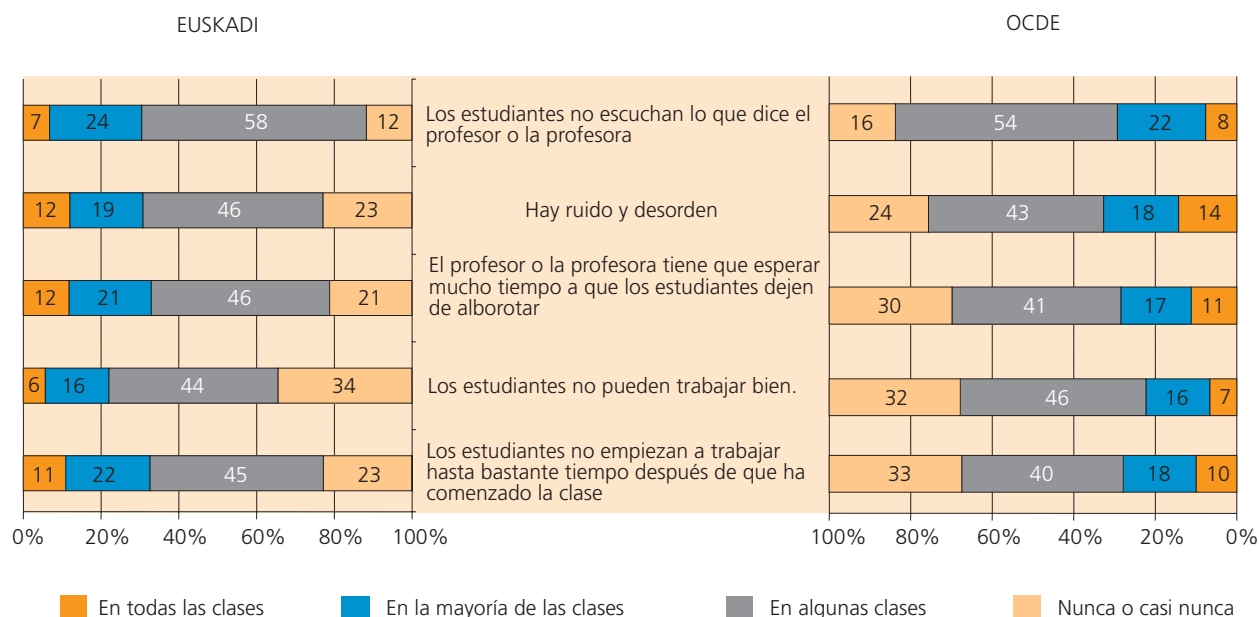 EUSKADI
OCDE
7 24 58 12
Los estudiantes no escuchan lo que dice el
profesor o la profesora
16 54 22 8
12 19 46 23
Hay ruido y desorden
24 43 18 14
12 21 46 21
El profesor o la profesora tiene que esperar
mucho tiempo a que los estudiantes dejen
de alborotar
30 41 17 11
6 16 44 34
Los estudiantes no pueden trabajar bien.
32 46 16 7
11 22 45 23
Los estudiantes no empiezan a trabajar
hasta bastante tiempo después de que ha
comenzado la clase
33 40 18 10
0% 20% 40% 60% 80% 100%
100% 80% 60% 40% 20% 0%
En todas las clases
En la mayoría de las clases
En algunas clases
Nunca o casi nunca